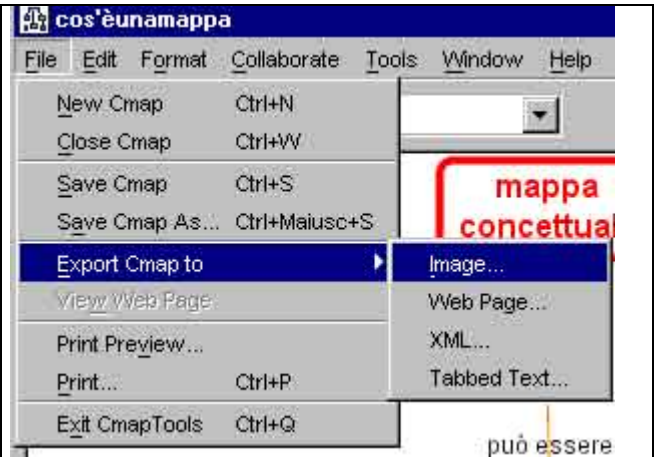 cos'èunamappa
File Edit Format Collaborate Tools Window Help
New Cmap Ctrl+N
Close Cmap Ctrl+W
Save Cmap Ctrl+S
Save Cmap As... Ctrl+Maiusc+S
Export Cmap to
View Web Page
Print Preview...
Print... Ctrl+P
Exit CmapTools Ctrl+Q
Image...
Web Page...
XML...
Tabbed Text...
mappa
concettual
può essere